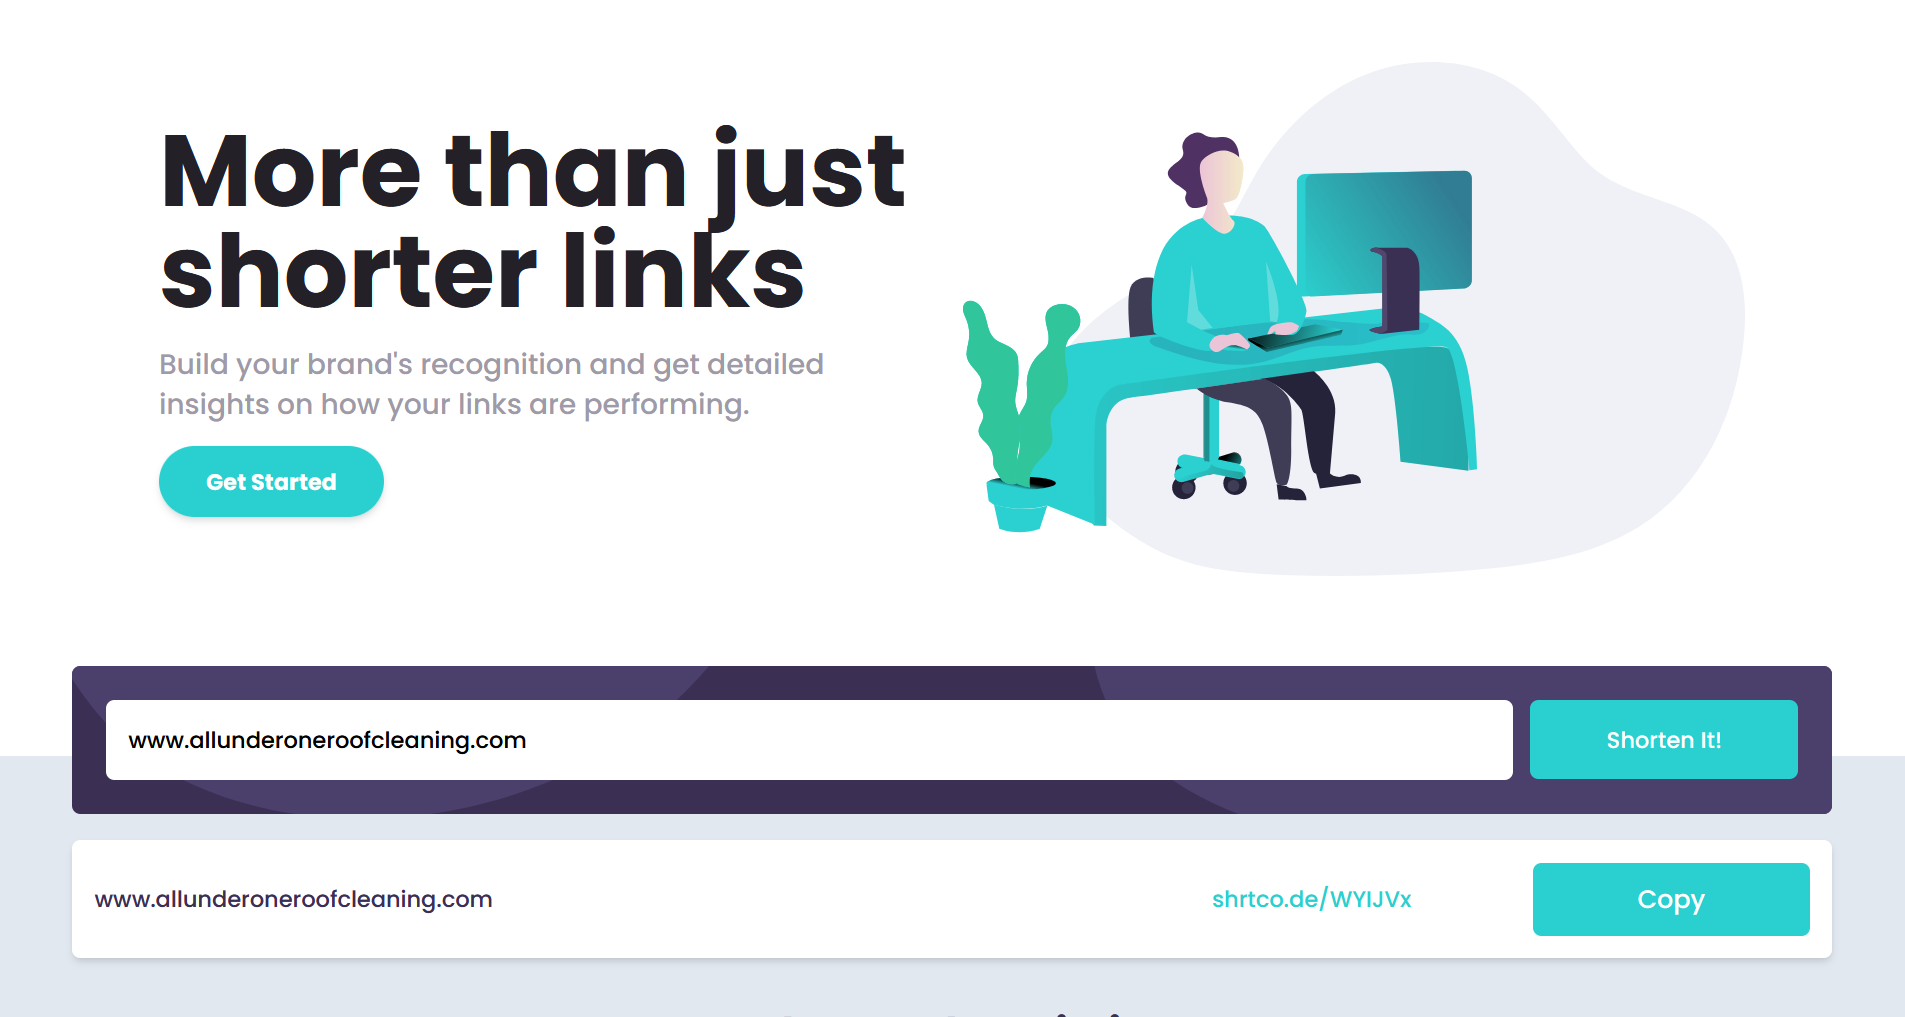 More than just
shorter links
Build your brand's recognition and get detailed
insights on how your links are performing.
Get Started
www.allunderoneroofcleaning.com
Shorten It!
www.allunderoneroofcleaning.com
shrtco.de/WYIJVx
Copy